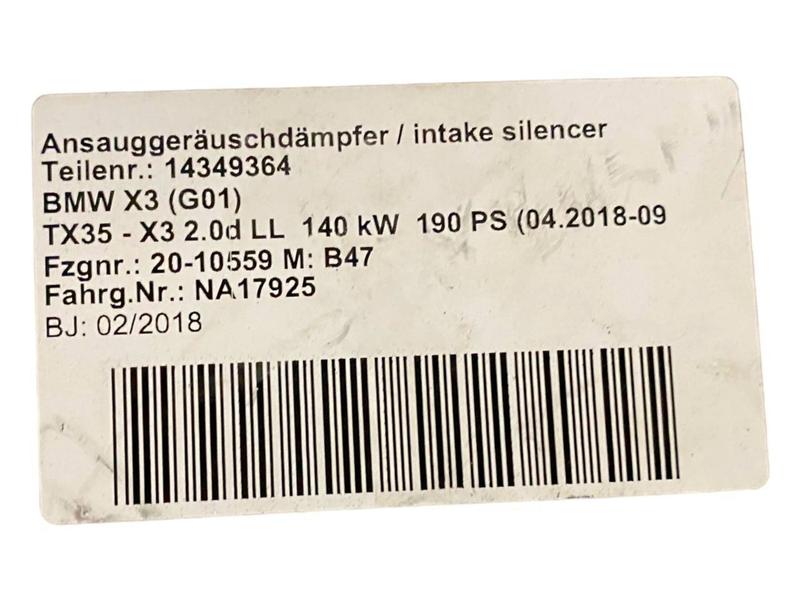 Ansauggeräuschdämpfer / intake silencer
Teilenr.: 14349364
BMW X3 (G01)
TX35 - X3 2.0d LL  140 kW  190 PS (04.2018-09
Fzgnr.: 20-10559 M: B47
Fahrg.Nr.: NA17925
BJ: 02/2018